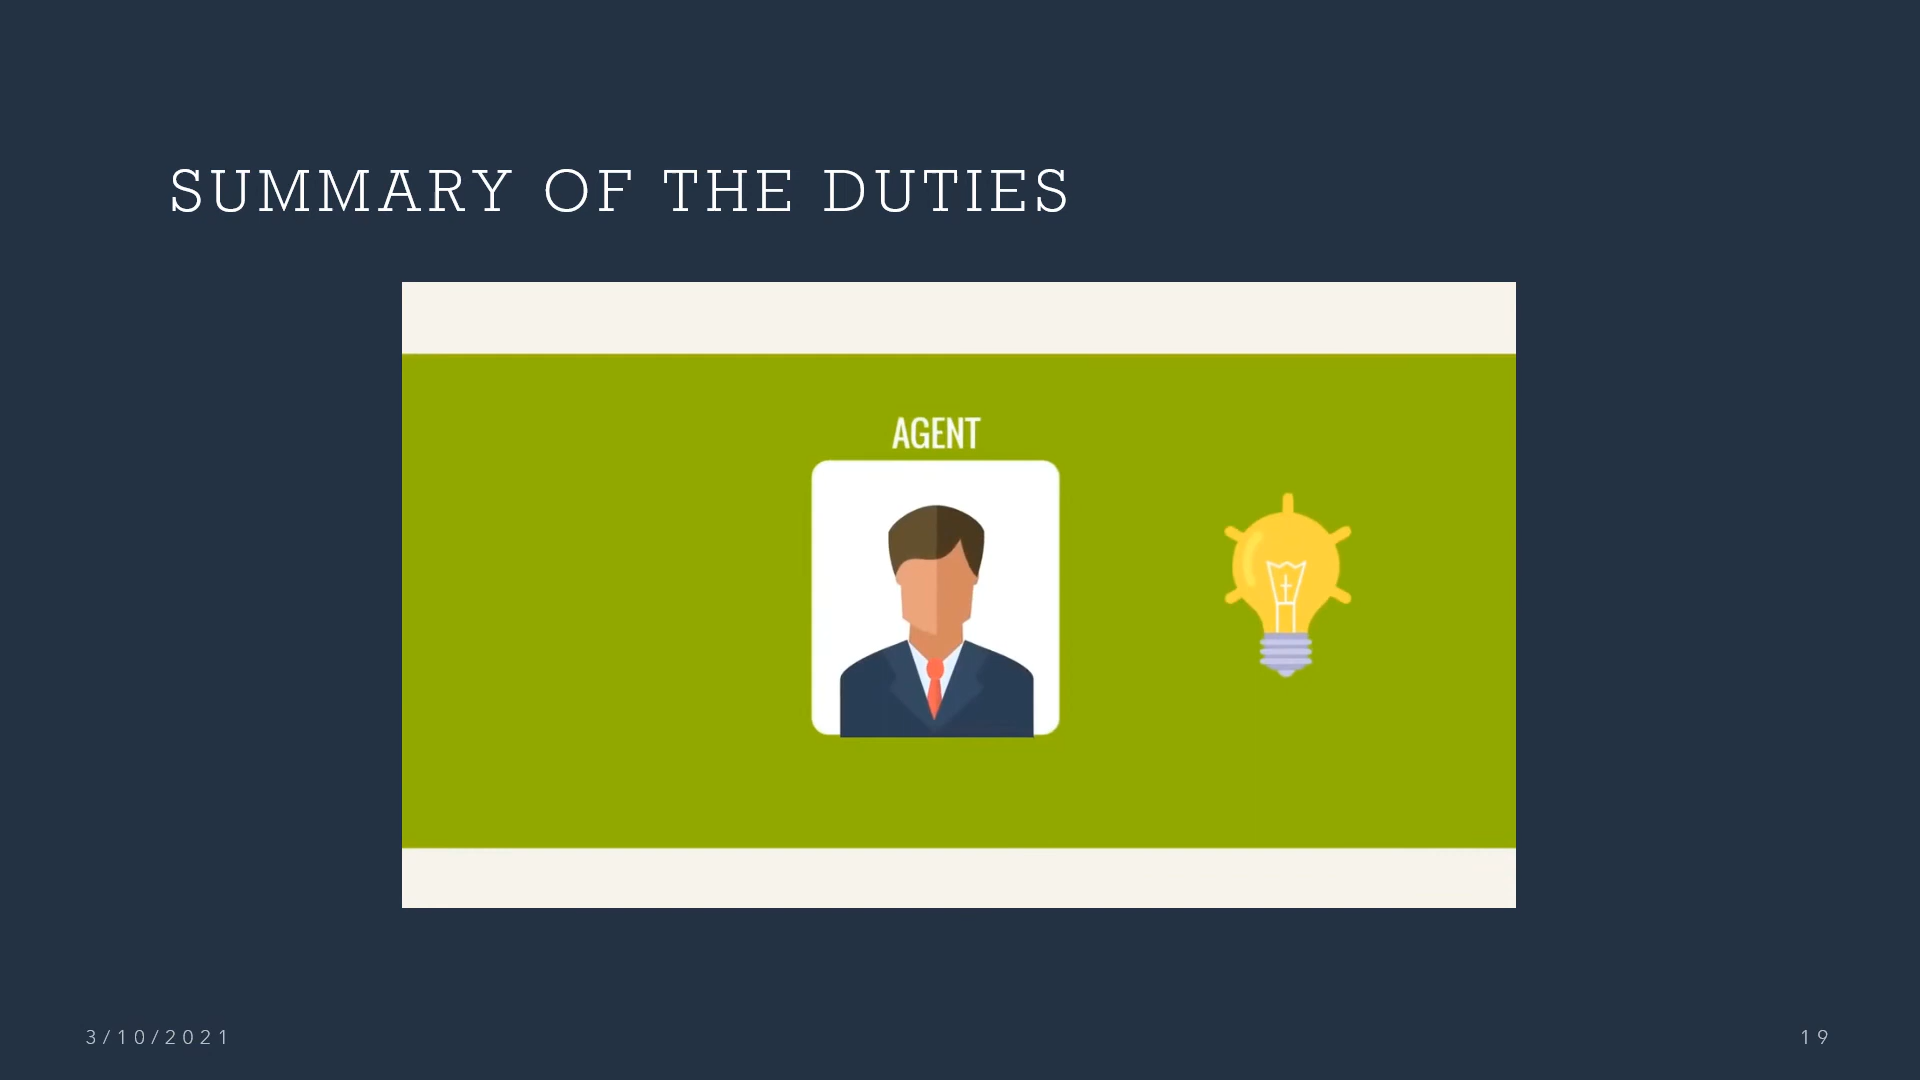 SUMMARY OF THE DUTIES
AGENT
3/10/2021
19